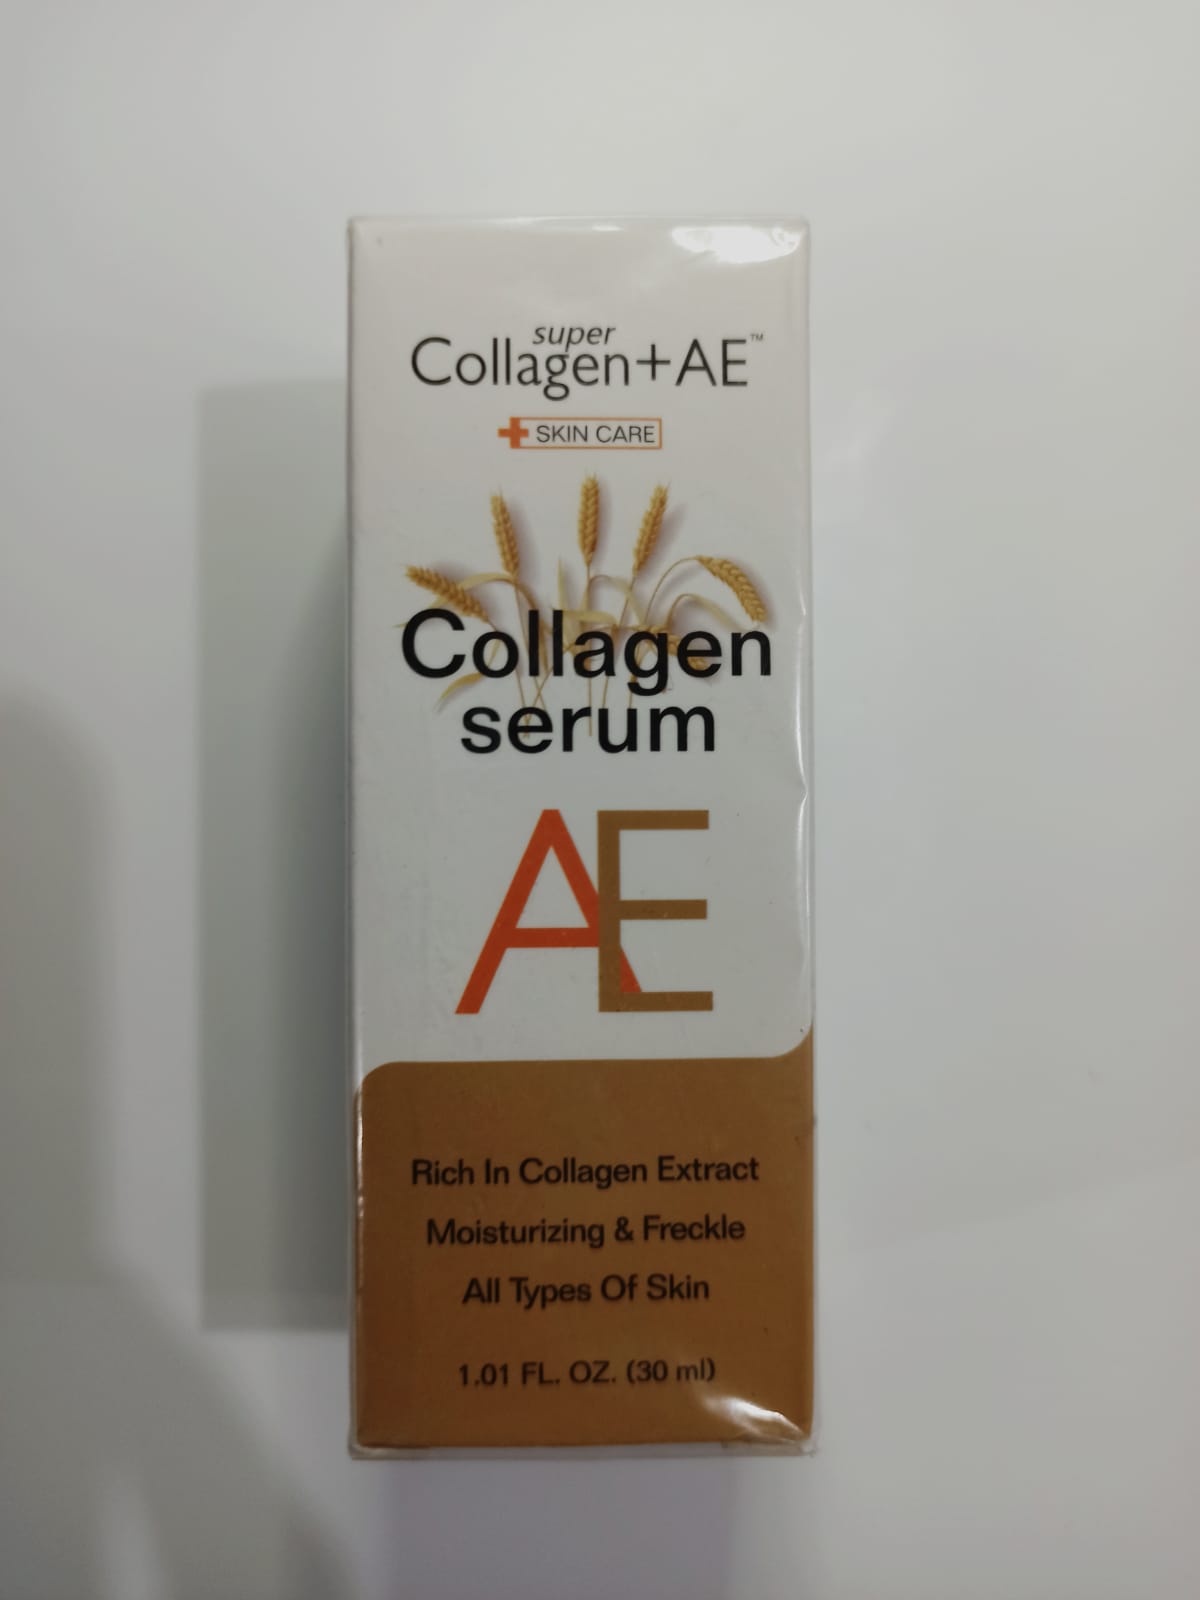 super
Collagen+AE™
SKIN CARE
Collagen
serum
AE
Rich In Collagen Extract
Moisturizing & Freckle
All Types Of Skin
1.01 FL. OZ. (30 ml)